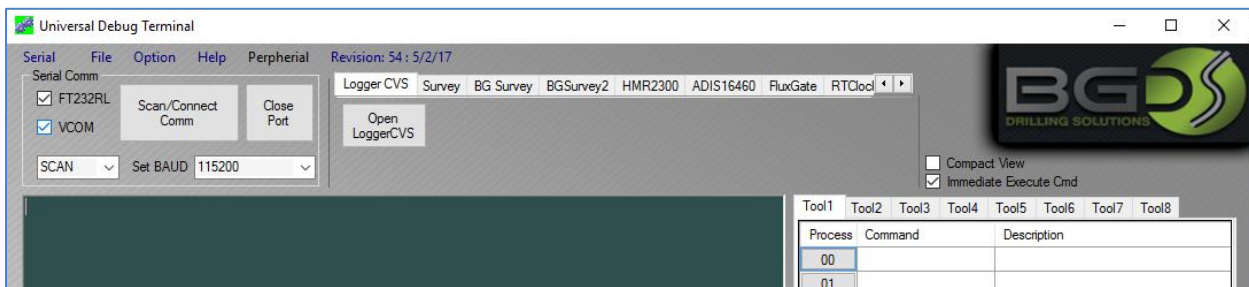 Universal Debug Terminal
Serial File Option Help Perpherial Revision: 54 : 5/2/17
Serial Comm
FT232RL
VCOM
Scan/Connect
Comm
Close
Port
SCAN Set BAUD 115200
Logger CVS Survey BG Survey BGSurvey2 HMR2300 ADIS16460 FluxGate RTClocl
Open
LoggerCVS
BGDS
DRILLING SOLUTIONS
Compact View
Immediate Execute Cmd
Tool1 Tool2 Tool3 Tool4 Tool5 Tool6 Tool7 Tool8
Process Command Description
00
01